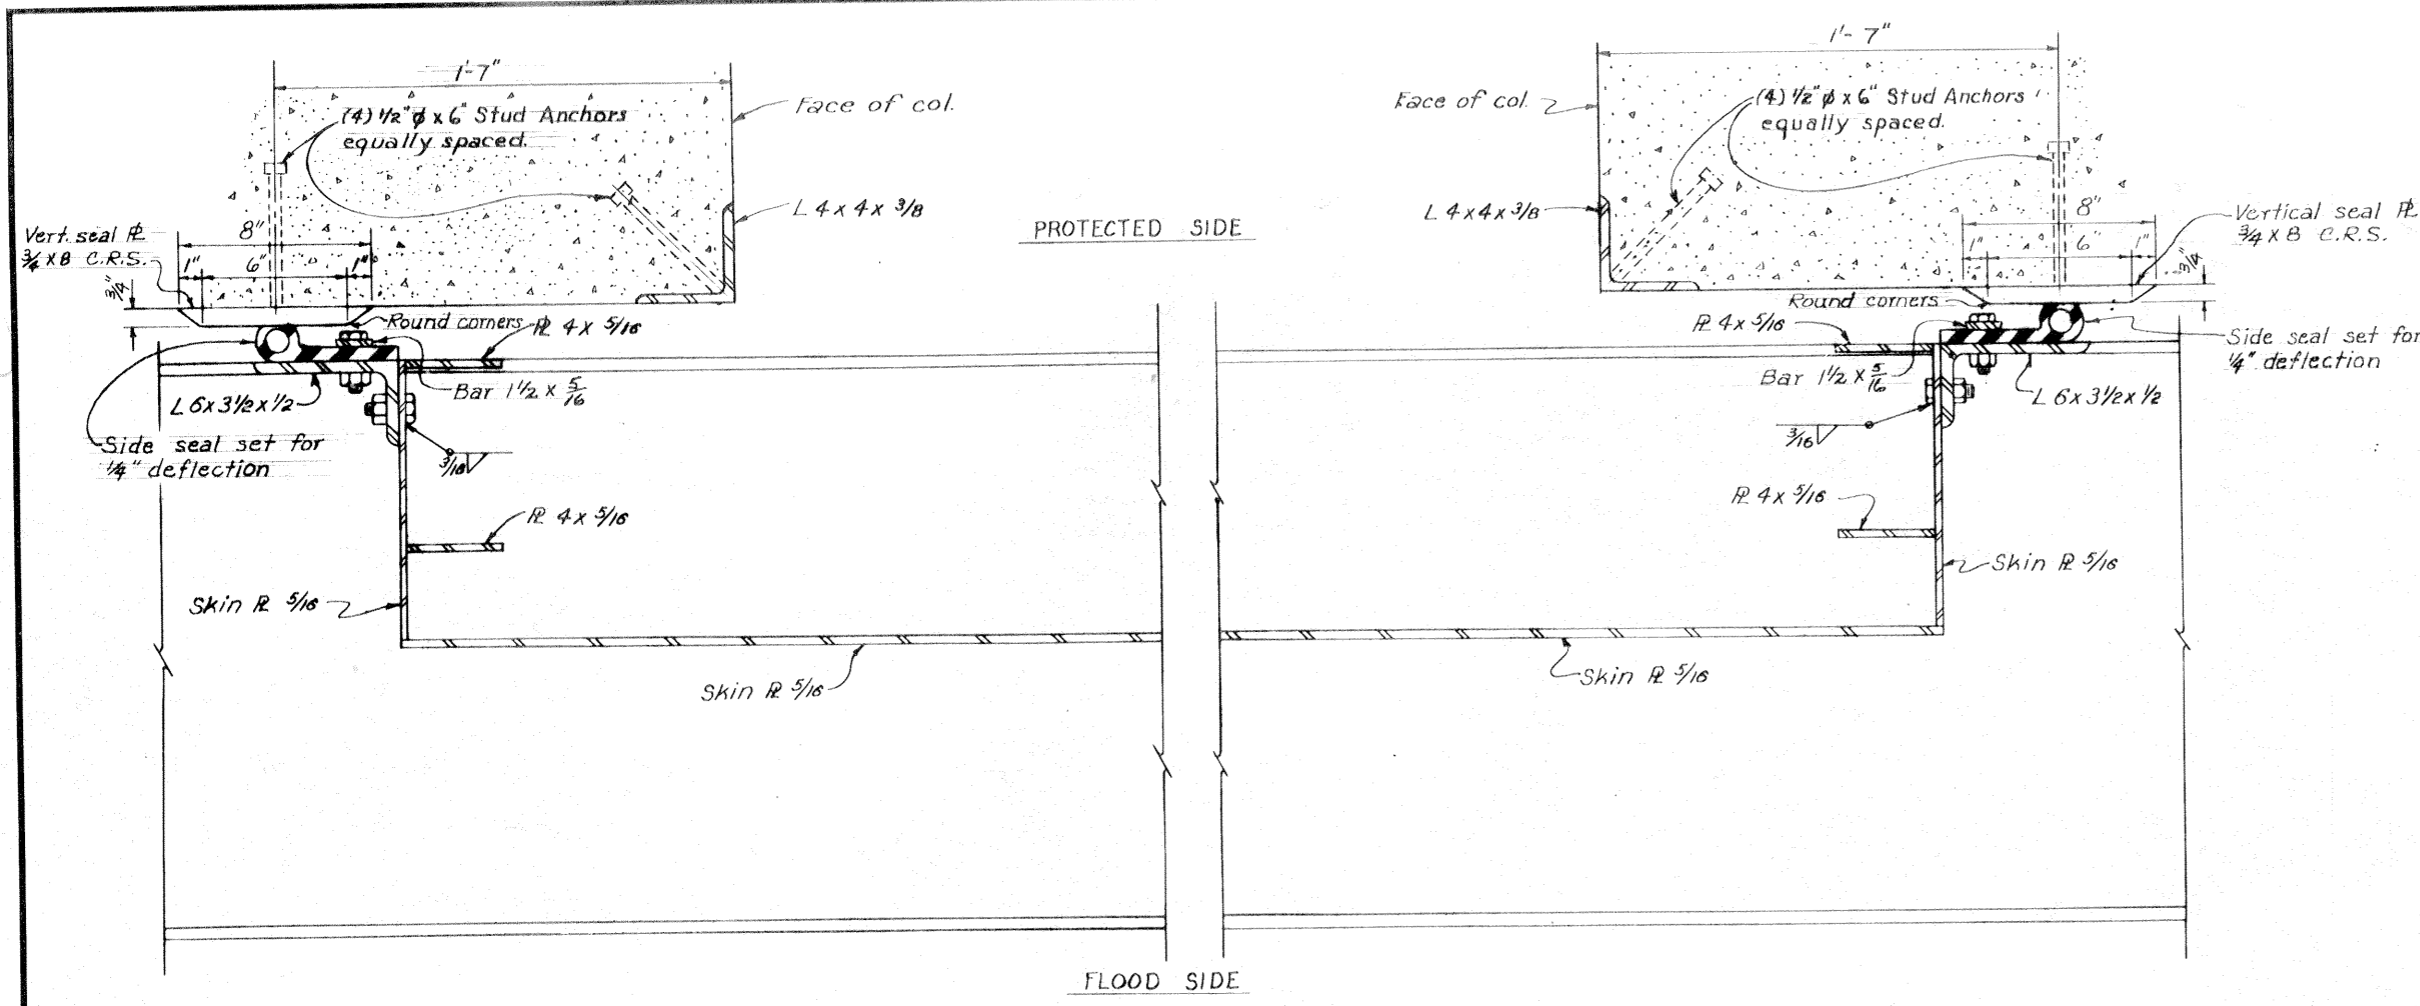 1'-7"
(4) 1/2" φ x 6" Stud Anchors
equally spaced.
Face of col.
L 4 x 4 x 3/8
Vert. seal PL
3/4 x 8 C.R.S.
8"
1"
6"
1"
3/4"
Round corners
PL 4 x 5/16
Bar 1 1/2 x 5/16
L 6 x 3 1/2 x 1/2
Side seal set for
1/4" deflection
3/16
PL 4 x 5/16
Skin PL 5/16
Skin PL 5/16
PROTECTED SIDE
1'-7"
Face of col.
(4) 1/2" φ x 6" Stud Anchors
equally spaced.
L 4 x 4 x 3/8
8"
1"
6"
1"
Vertical seal PL
3/4 x 8 C.R.S.
3/4"
Round corners
PL 4 x 5/16
Bar 1 1/2 x 5/16
L 6 x 3 1/2 x 1/2
Side seal set for
1/4" deflection
3/16
PL 4 x 5/16
Skin PL 5/16
Skin PL 5/16
FLOOD SIDE